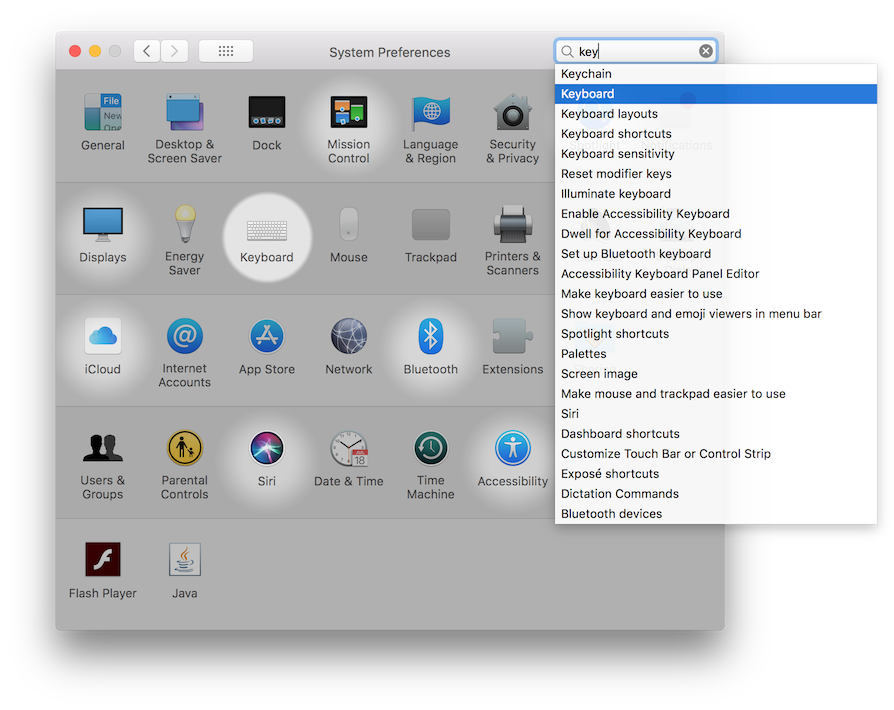 System Preferences
key
General
Desktop &
Screen Saver
Dock
Mission
Control
Language
& Region
Security
& Privacy
Spotlight
Notifications
Displays
Energy
Saver
Keyboard
Mouse
Trackpad
Printers &
Scanners
iCloud
Internet
Accounts
App Store
Network
Bluetooth
Extensions
Users &
Groups
Parental
Controls
Siri
Date & Time
Time
Machine
Accessibility
Flash Player
Java
Keychain
Keyboard
Keyboard layouts
Keyboard shortcuts
Keyboard sensitivity
Reset modifier keys
Illuminate keyboard
Enable Accessibility Keyboard
Dwell for Accessibility Keyboard
Set up Bluetooth keyboard
Accessibility Keyboard Panel Editor
Make keyboard easier to use
Show keyboard and emoji viewers in menu bar
Spotlight shortcuts
Palettes
Screen image
Make mouse and trackpad easier to use
Siri
Dashboard shortcuts
Customize Touch Bar or Control Strip
Exposé shortcuts
Dictation Commands
Bluetooth devices
File
New
One
JUL
18